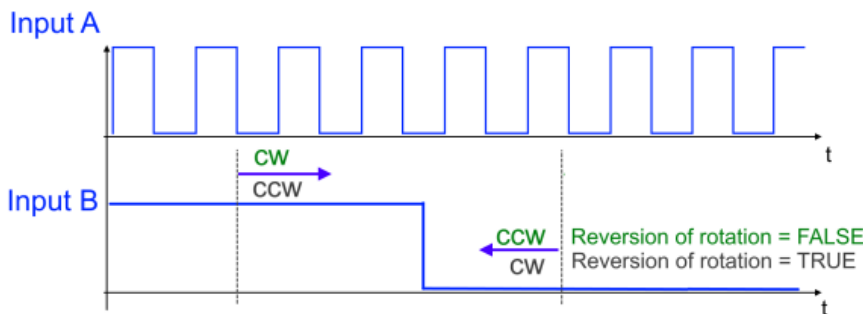 Input A
t
CW
CCW
Input B
CCW
Reversion of rotation = FALSE
CW
Reversion of rotation = TRUE
t